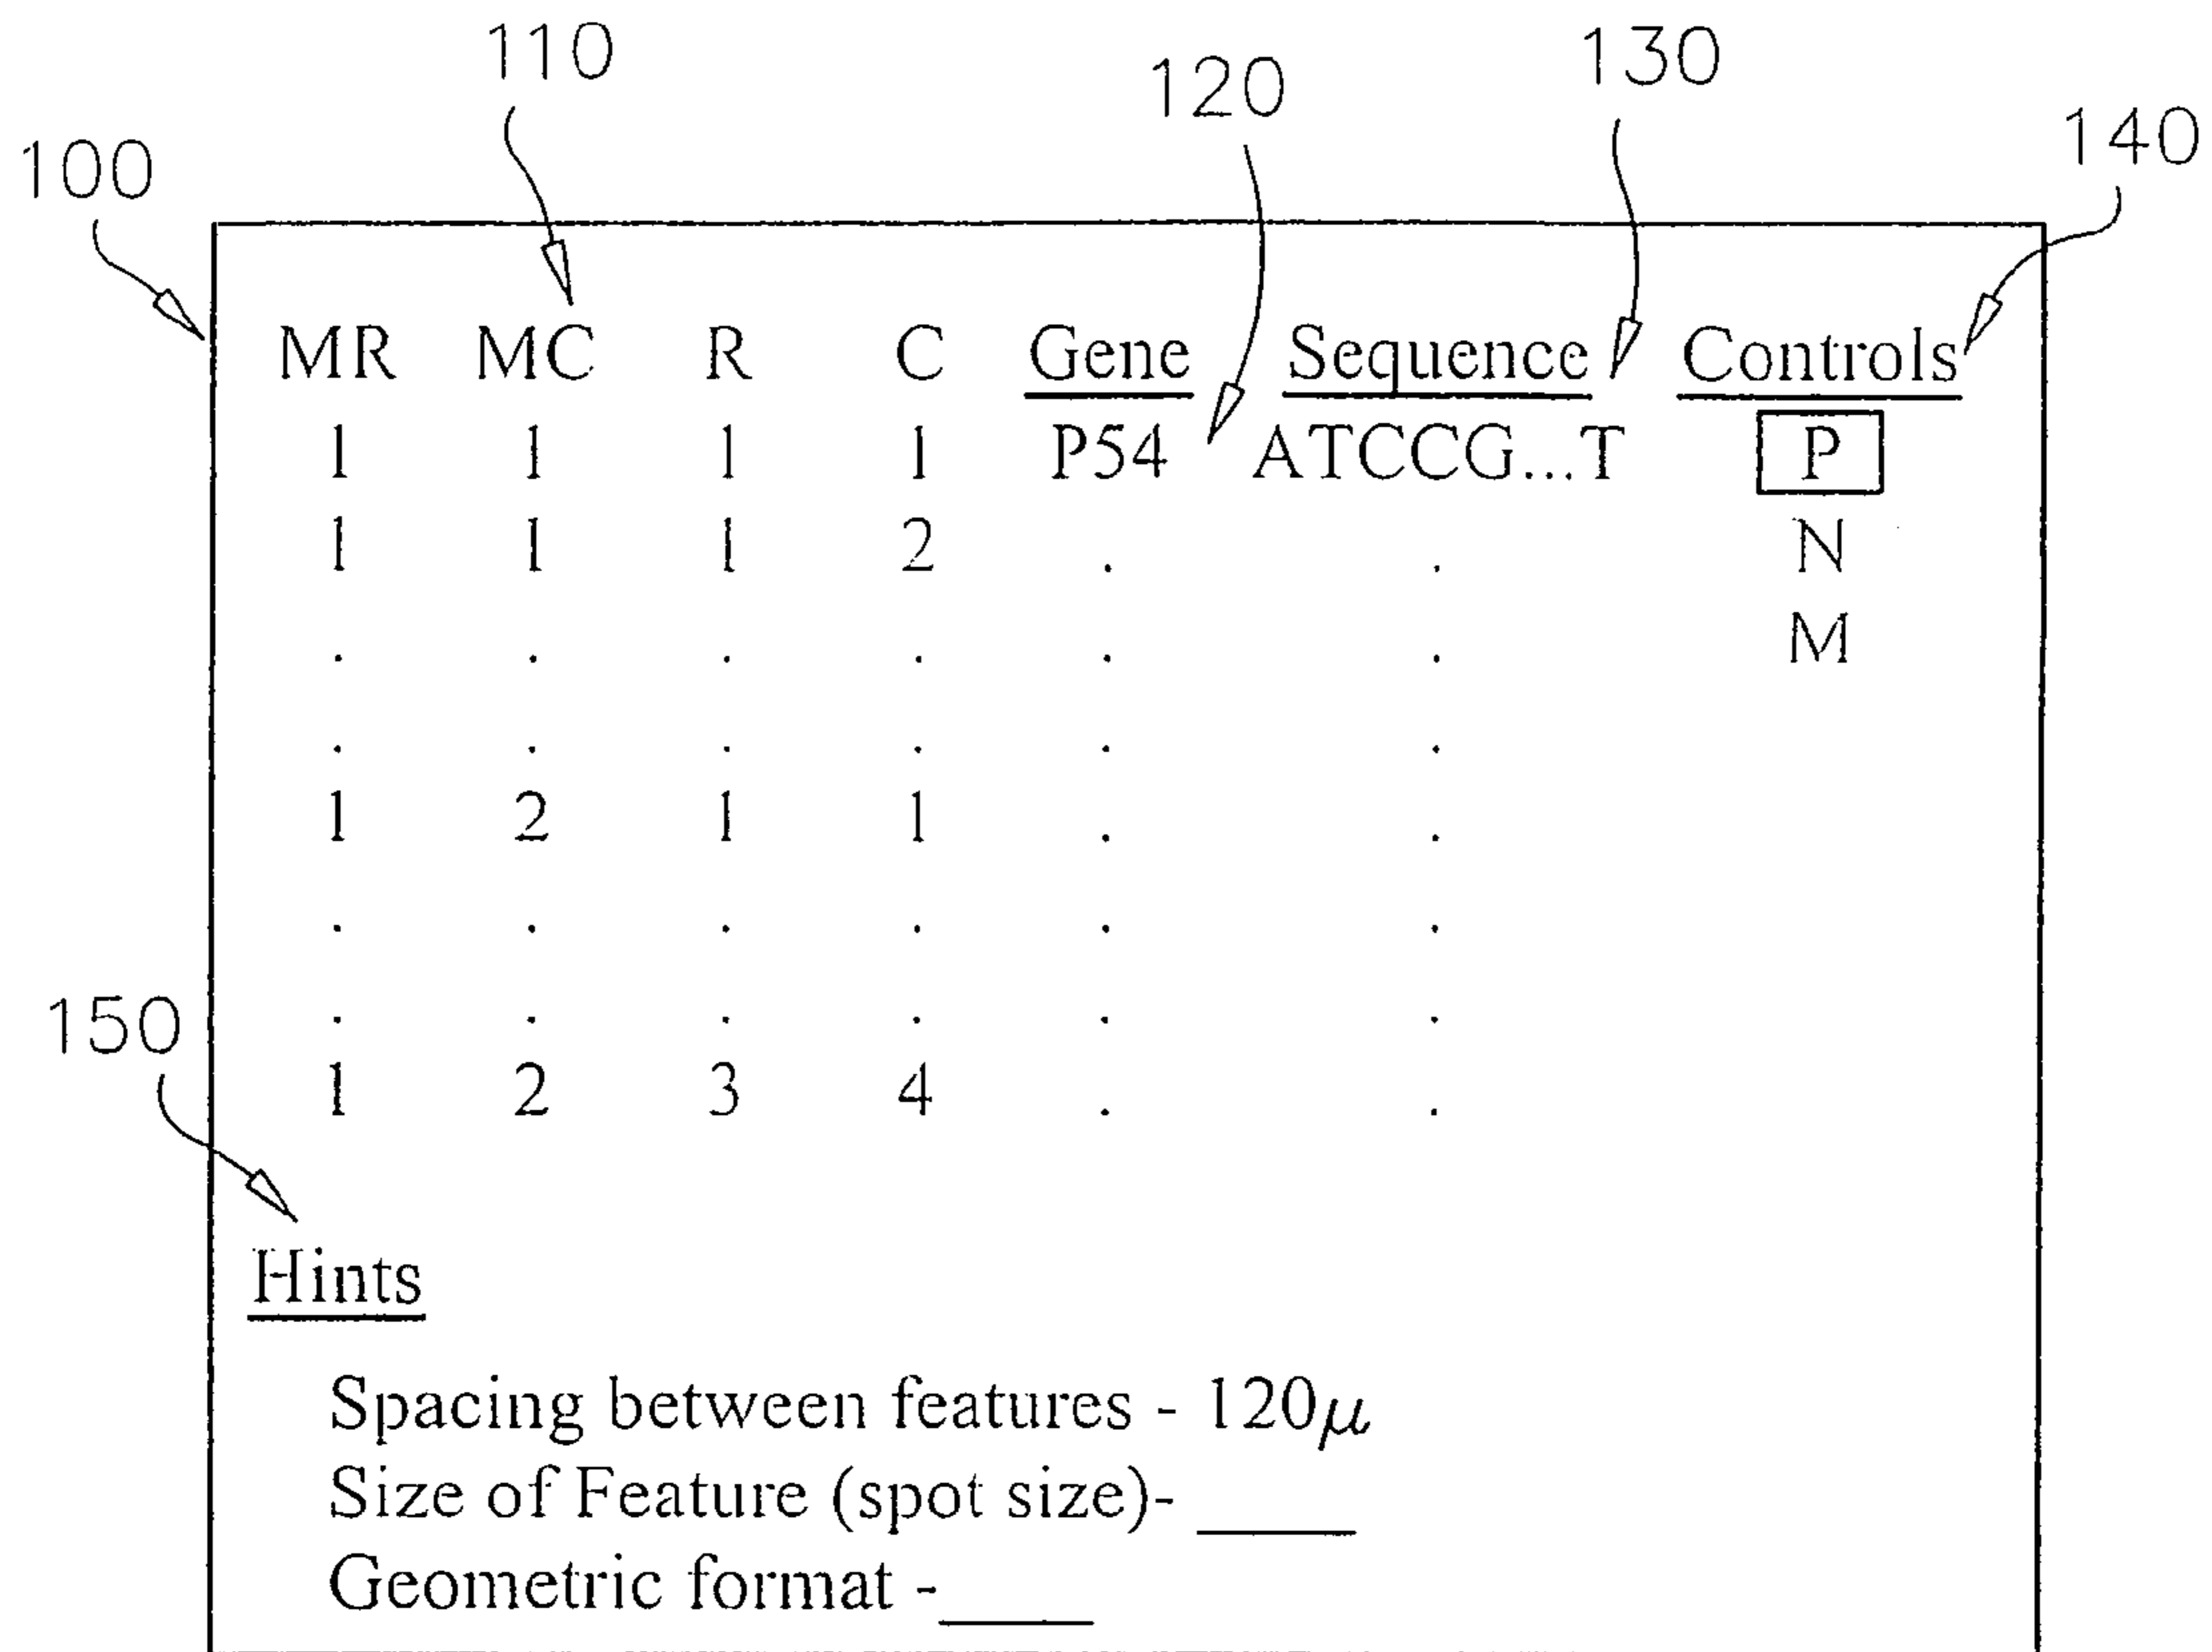 110
120
130
100
140
MR MC R C Gene Sequence Controls
1 1 1 1 P54 ATCCG...T P
1 1 1 2 . . N
. . . . . . M
. . . . . .
1 2 1 1 . .
. . . . . .
150
. . . . . .
1 2 3 4 . .
Hints
Spacing between features - 120μ
Size of Feature (spot size)- ____
Geometric format -____